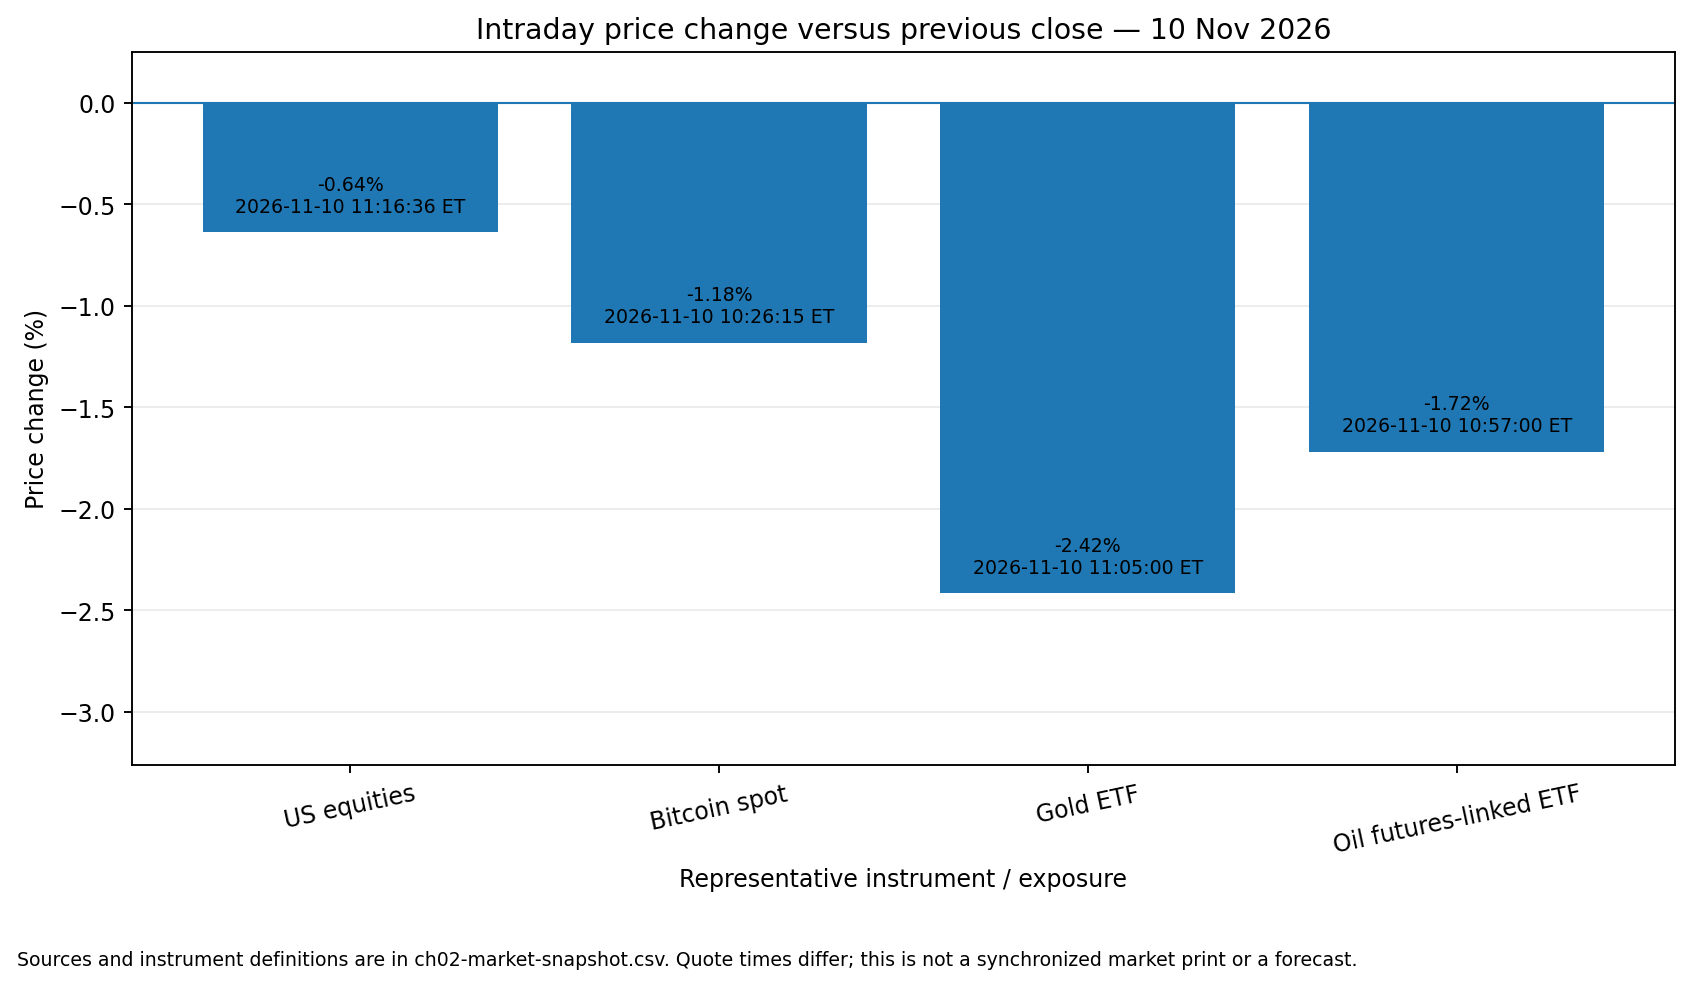 Intraday price change versus previous close — 10 Nov 2026
Price change (%)
0.0
−0.5
−1.0
−1.5
−2.0
−2.5
−3.0
-0.64%
2026-11-10 11:16:36 ET
-1.18%
2026-11-10 10:26:15 ET
-2.42%
2026-11-10 11:05:00 ET
-1.72%
2026-11-10 10:57:00 ET
US equities
Bitcoin spot
Gold ETF
Oil futures-linked ETF
Representative instrument / exposure
Sources and instrument definitions are in ch02-market-snapshot.csv. Quote times differ; this is not a synchronized market print or a forecast.